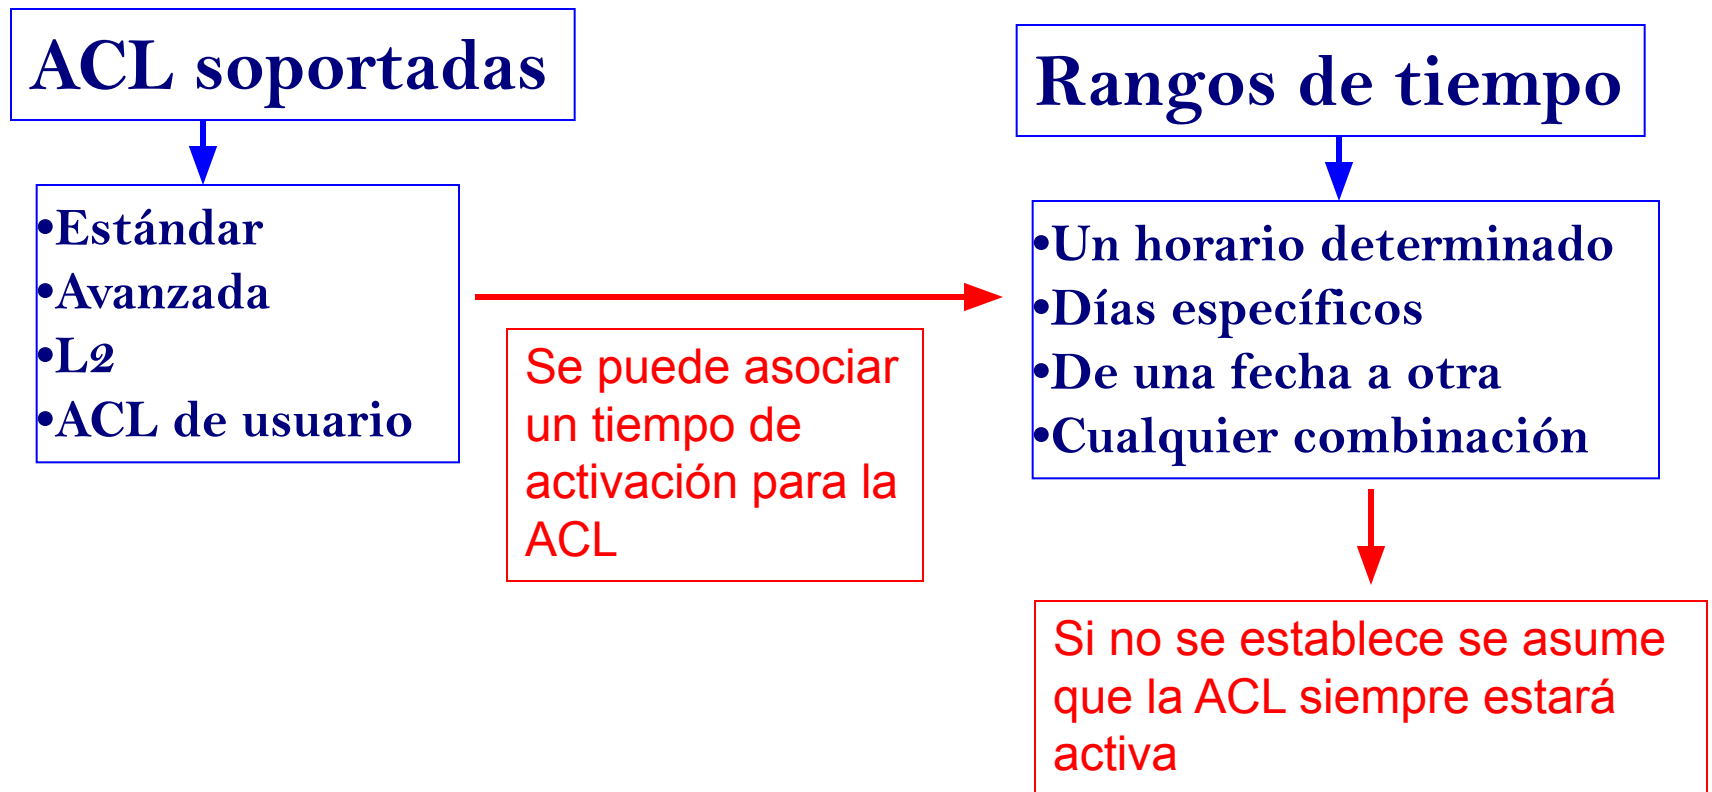 ACL soportadas
•Estándar
•Avanzada
•L2
•ACL de usuario
Se puede asociar
un tiempo de
activación para la
ACL
Rangos de tiempo
•Un horario determinado
•Días específicos
•De una fecha a otra
•Cualquier combinación
Si no se establece se asume
que la ACL siempre estará
activa